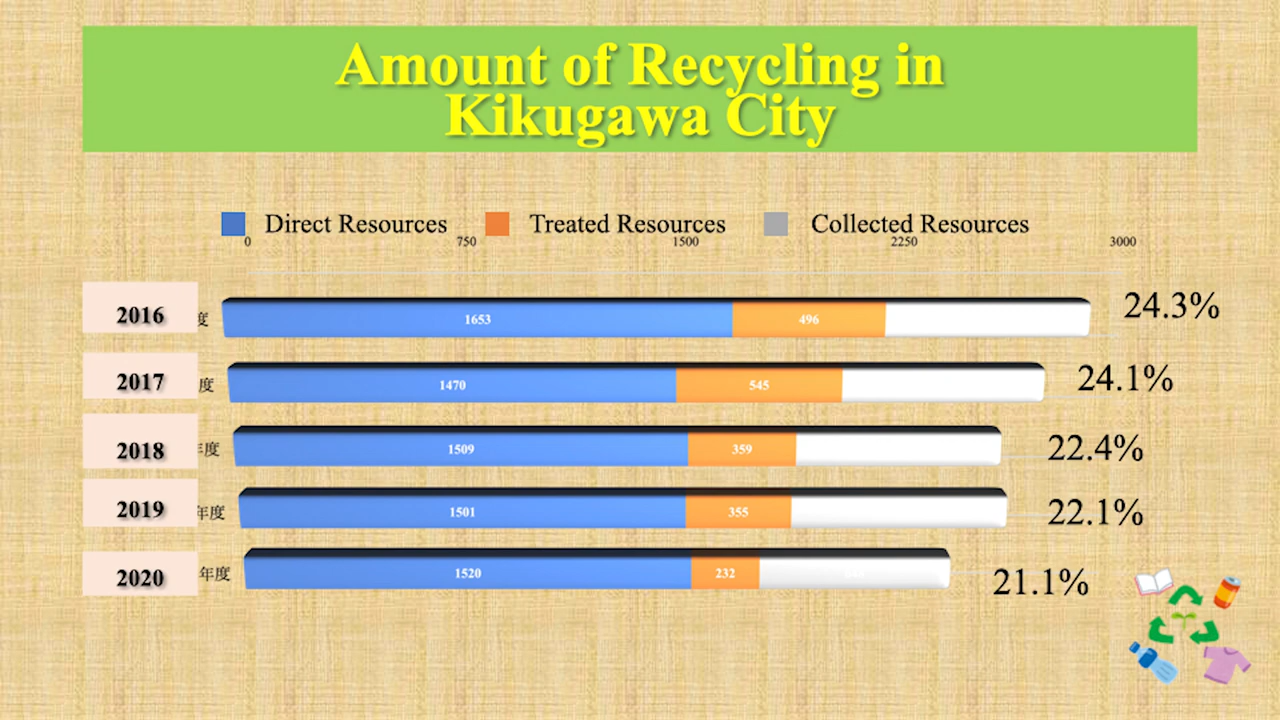 Amount of Recycling in
Kikugawa City
Direct Resources Treated Resources Collected Resources
0 750 1500 2250 3000
2016 度 1653 496 24.3%
2017 度 1470 545 24.1%
2018 年度 1509 359 22.4%
2019 年度 1501 355 22.1%
2020 年度 1520 232 21.1%